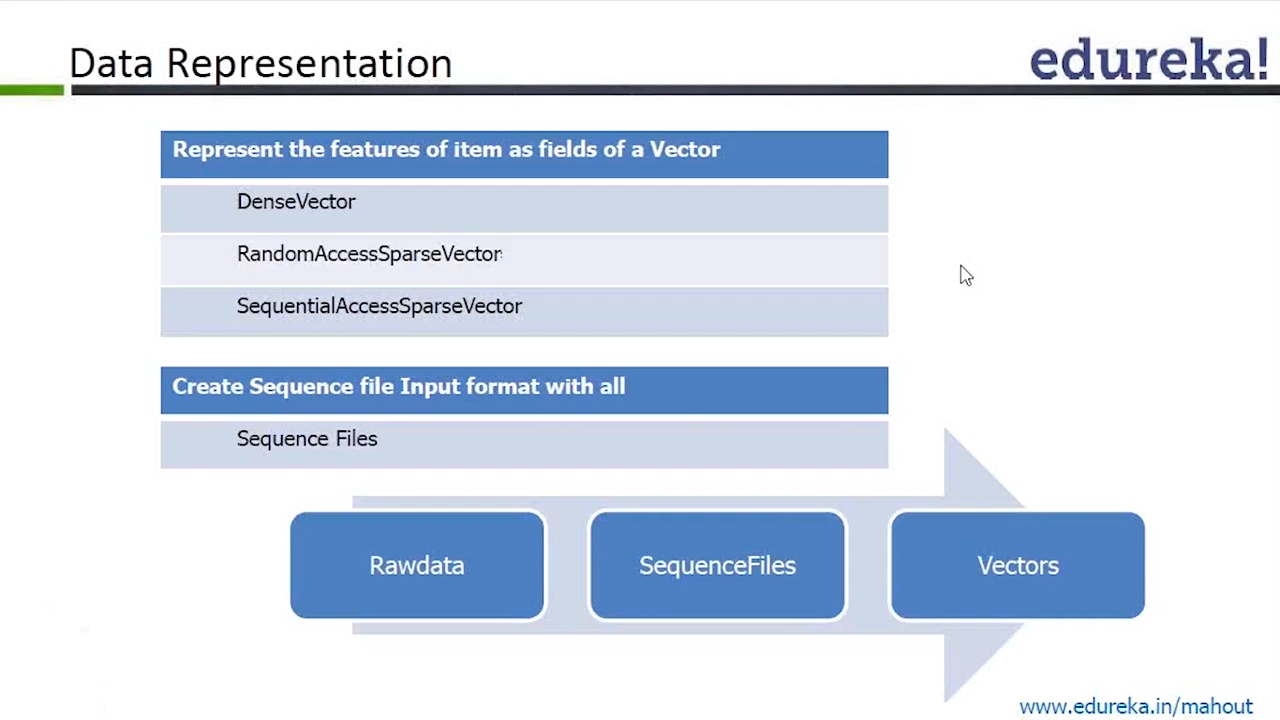 Data Representation
edureka!
Represent the features of item as fields of a Vector
DenseVector
RandomAccessSparseVector
SequentialAccessSparseVector
Create Sequence file Input format with all
Sequence Files
Rawdata
SequenceFiles
Vectors
www.edureka.in/mahout